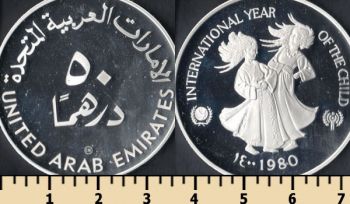 الإمارات العربية المتحدة
٥٠
درهمًا
UNITED ARAB EMIRATES
INTERNATIONAL YEAR OF THE CHILD
١٤٠٠ 1980
1 2 3 4 5 6 7